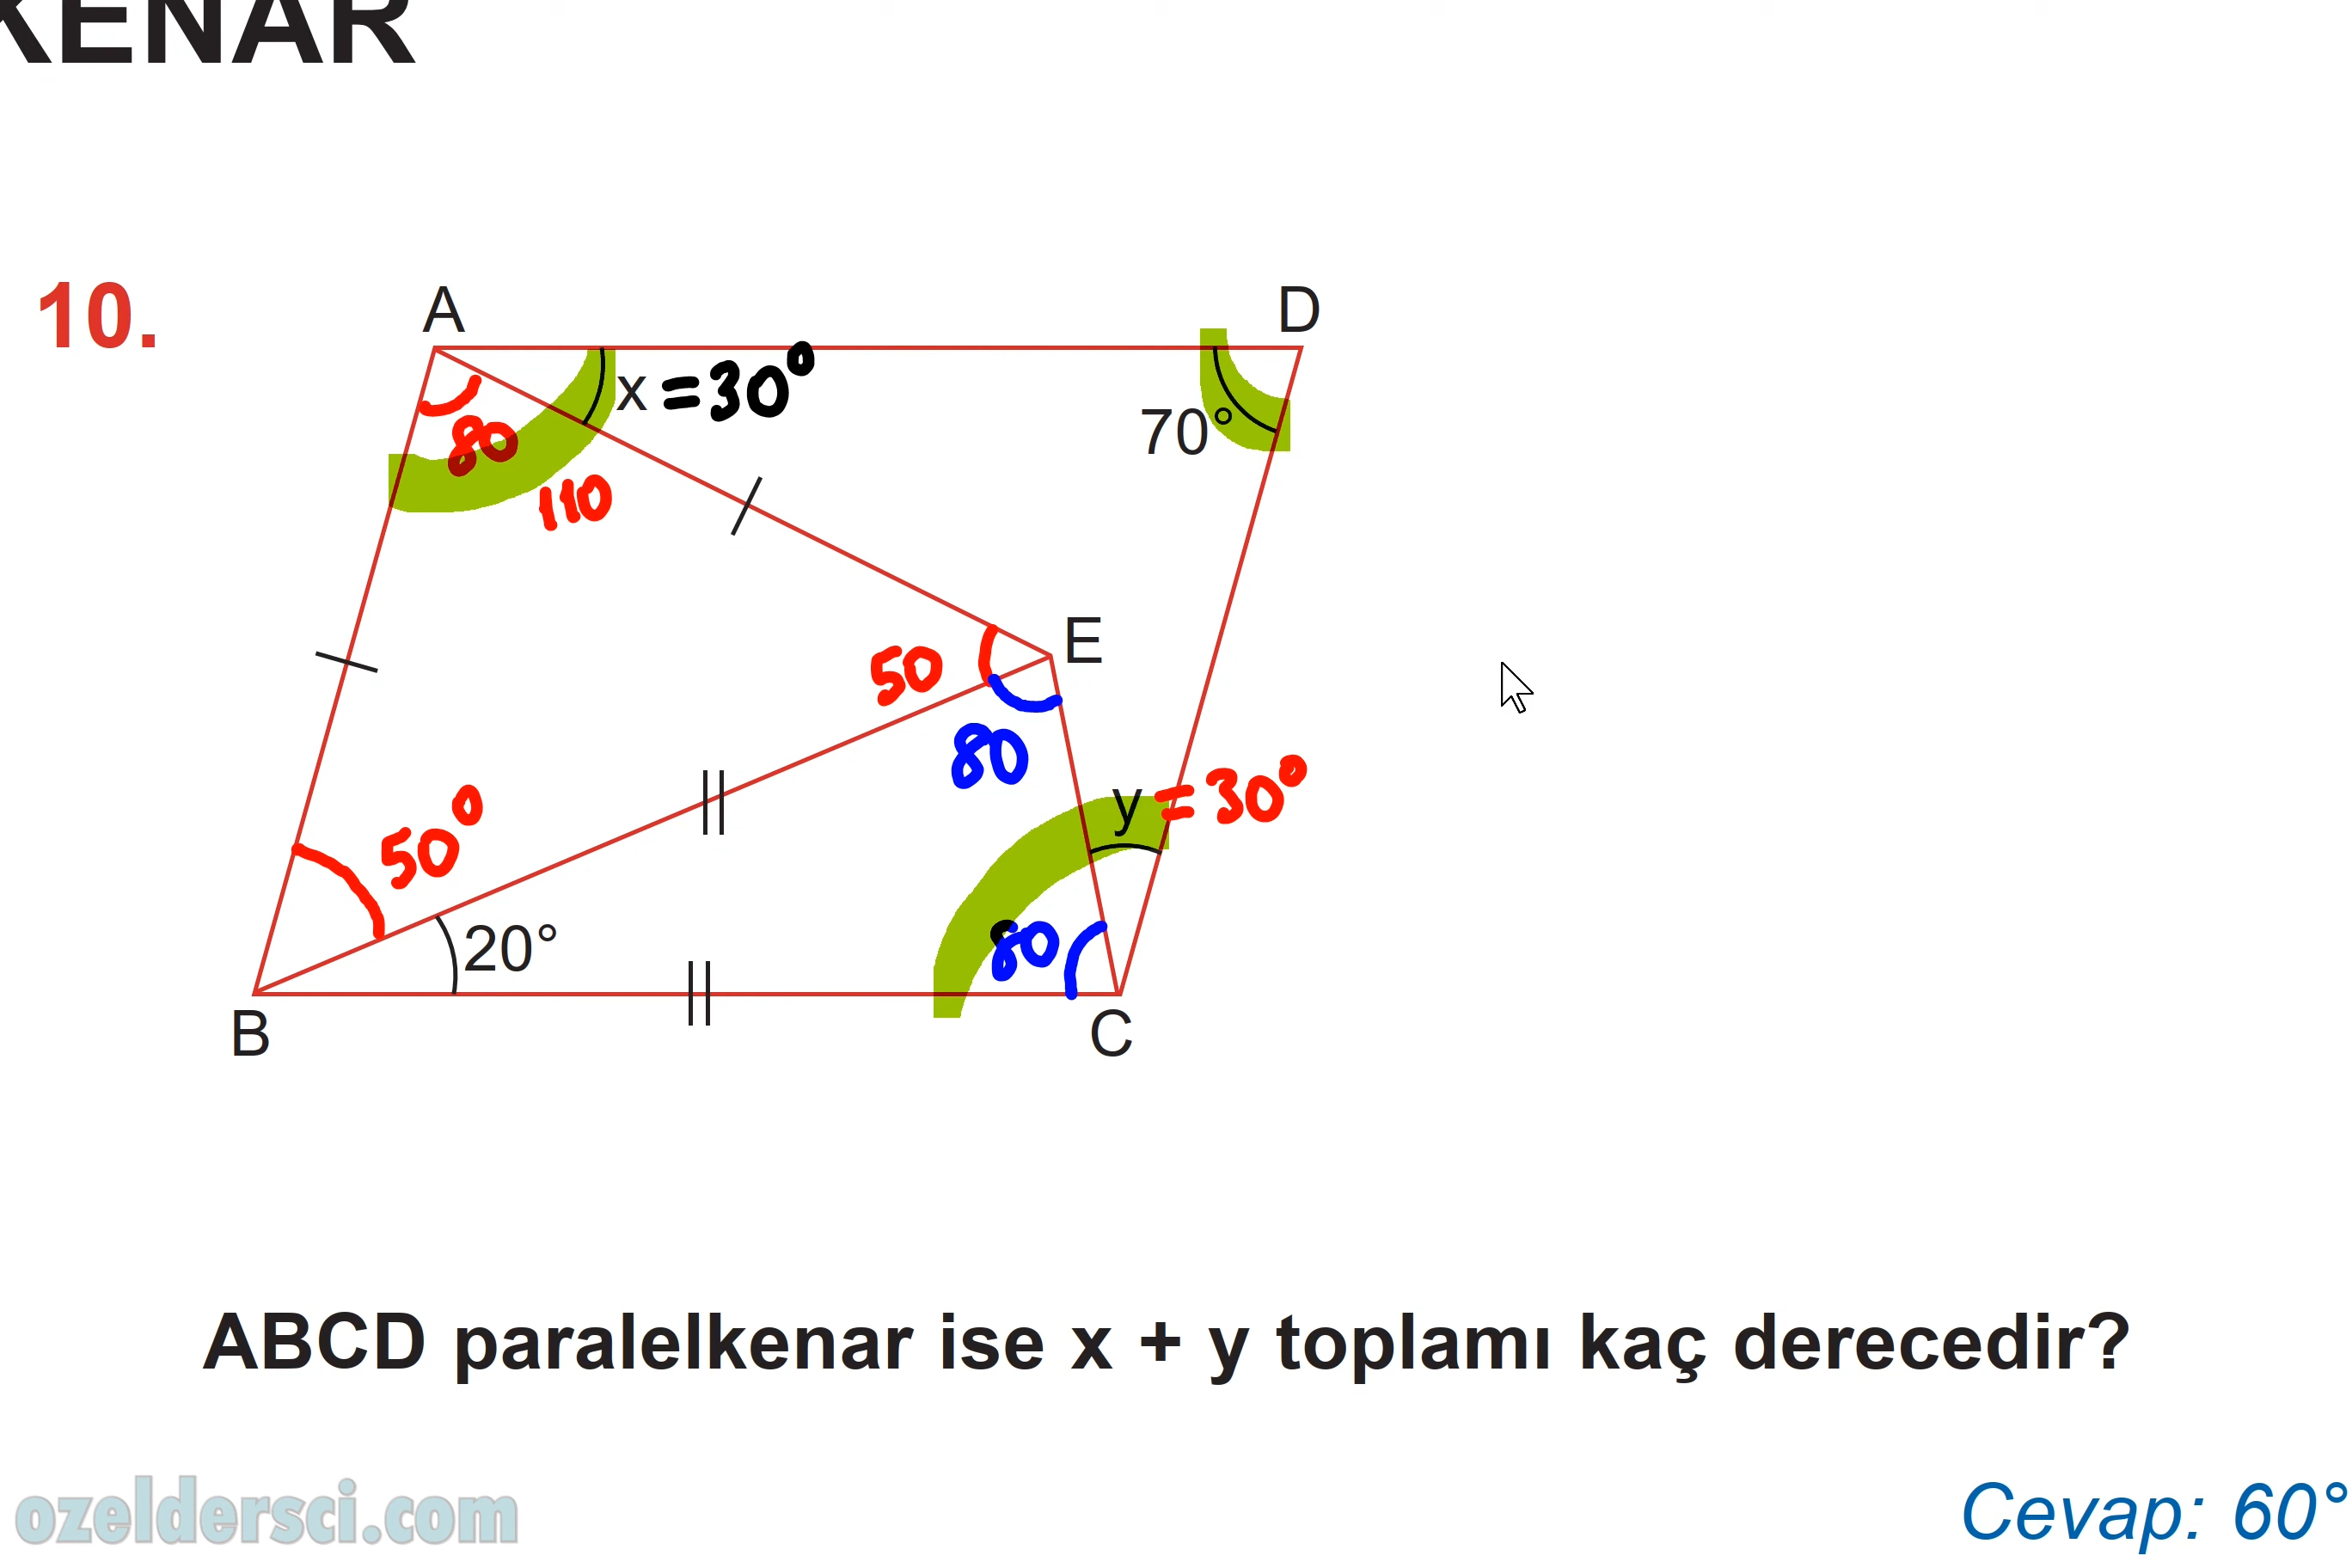 KENAR
10.
A
D
x =30°
70°
80
110
E
50
80
y =30°
50°
20°
80
B
C
ABCD paralelkenar ise x + y toplamı kaç derecedir?
ozeldersci.com
Cevap: 60°